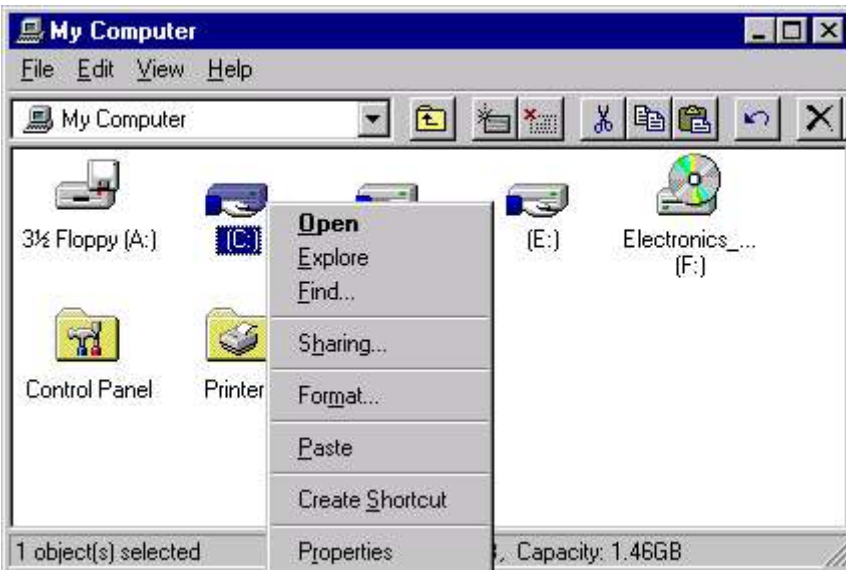 My Computer
File Edit View Help
My Computer
3½ Floppy (A:)
(C:)
(E:)
Electronics_...
(F:)
Control Panel
Printer
Open
Explore
Find...
Sharing...
Format...
Paste
Create Shortcut
Properties
1 object(s) selected
, Capacity: 1.46GB